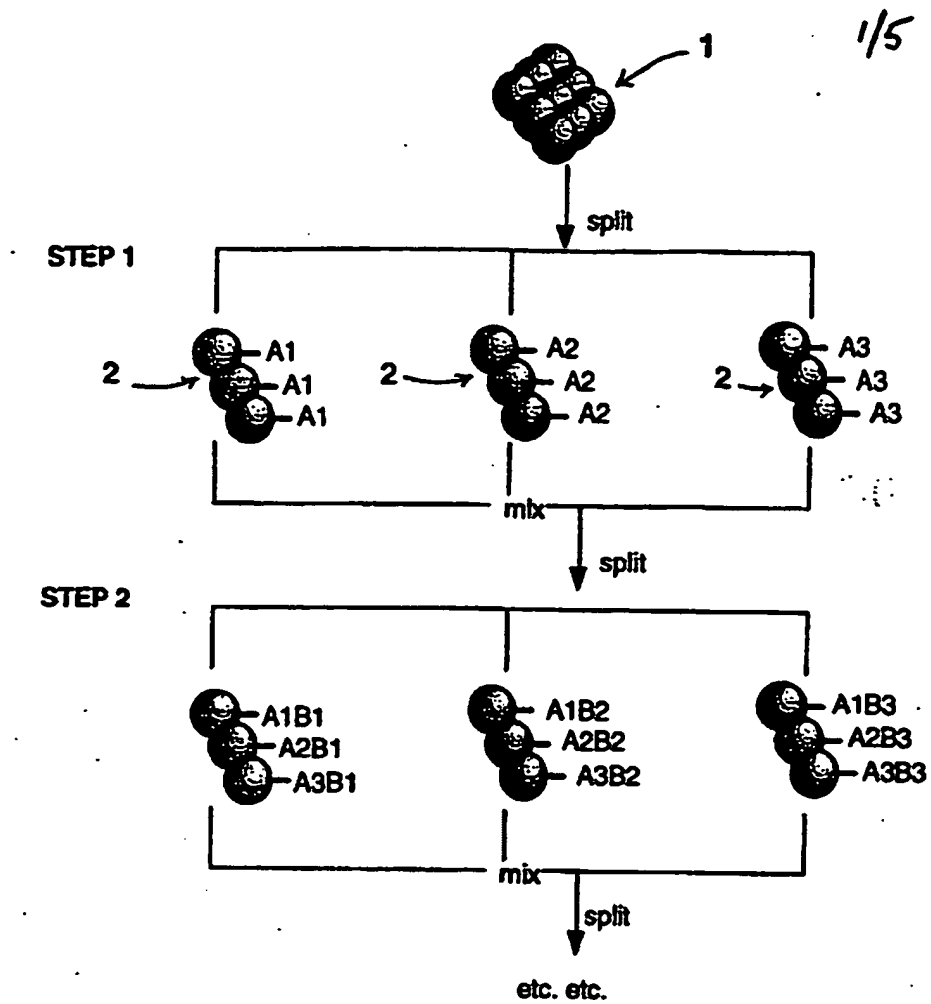 1/5
1
split
STEP 1
A1 A2 A3
2 A1 2 A2 2 A3
A1 A2 A3
mix
split
STEP 2
A1B1 A1B2 A1B3
A2B1 A2B2 A2B3
A3B1 A3B2 A3B3
mix
split
etc. etc.